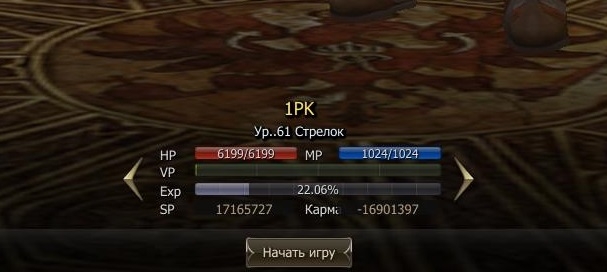 1PK
Ур..61 Стрелок
HP 6199/6199 MP 1024/1024
VP
Exp 22.06%
SP 17165727 Карма -16901397
Начать игру